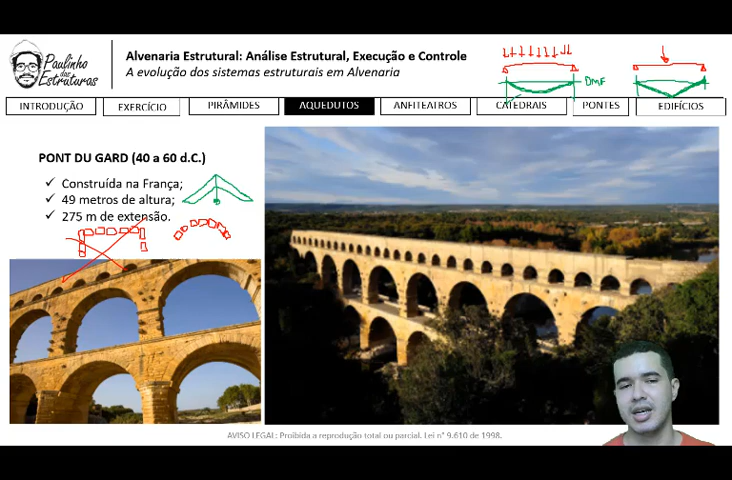 Paulinho
das
Estruturas
Alvenaria Estrutural: Análise Estrutural, Execução e Controle
A evolução dos sistemas estruturais em Alvenaria
DMF
INTRODUÇÃO
EXERCÍCIO
PIRÂMIDES
AQUEDUTOS
ANFITEATROS
CATEDRAIS
PONTES
EDIFÍCIOS
PONT DU GARD (40 a 60 d.C.)
✓ Construída na França;
✓ 49 metros de altura;
✓ 275 m de extensão.
AVISO LEGAL: Proibida a reprodução total ou parcial. Lei n° 9.610 de 1998.